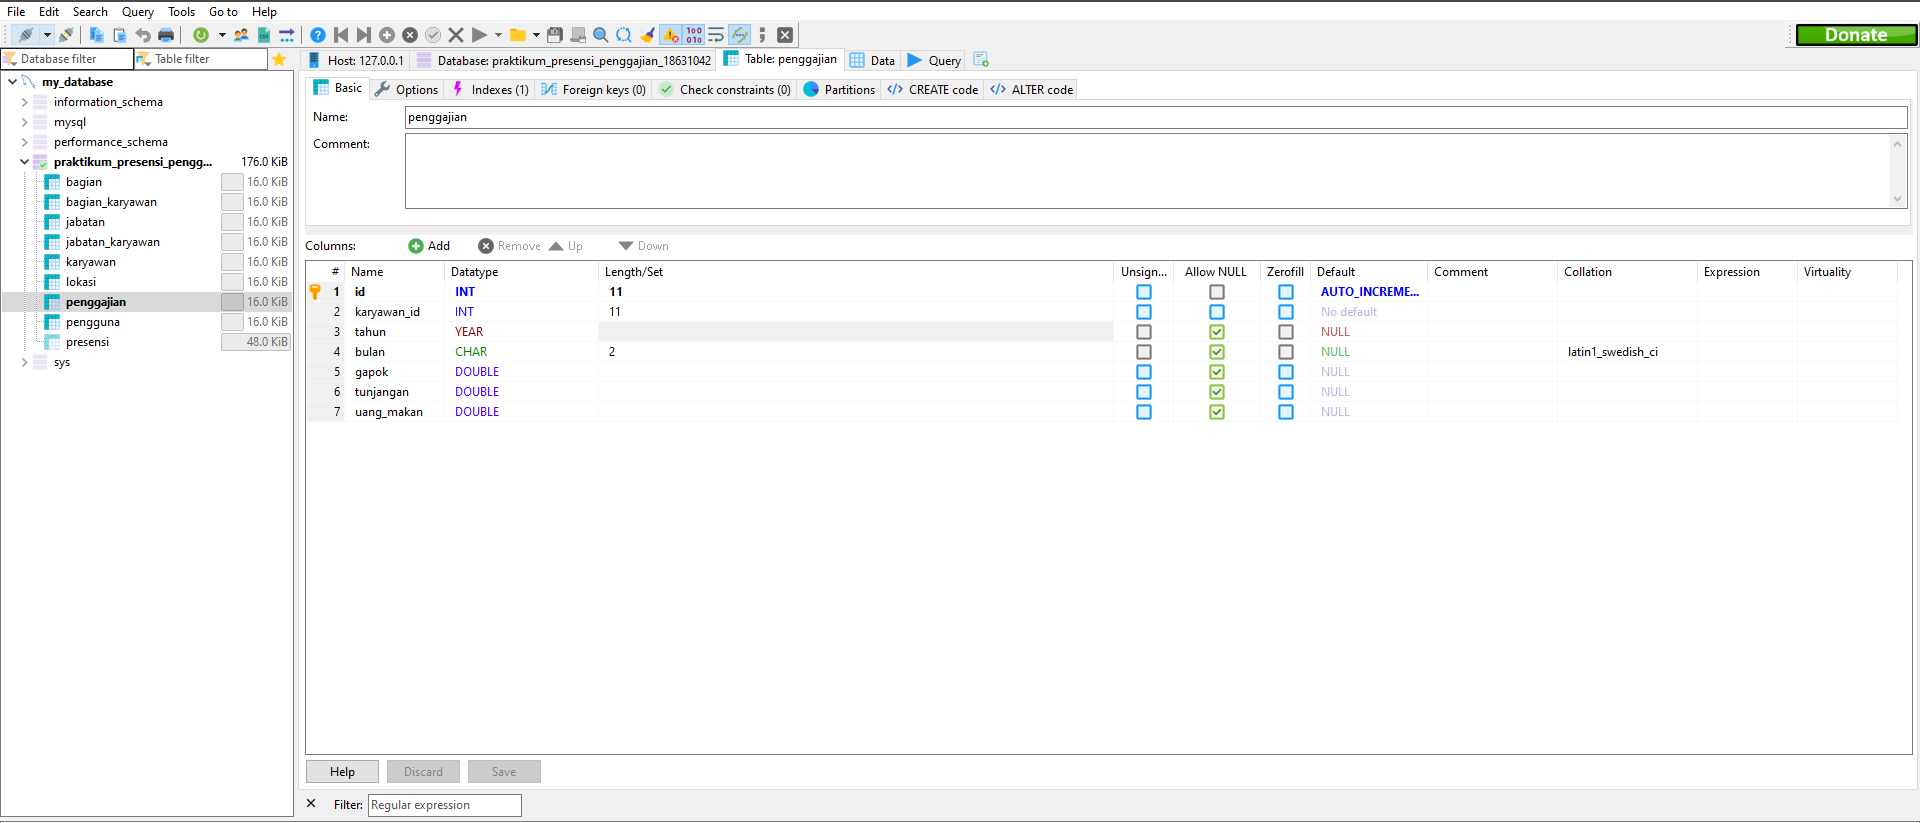 File Edit Search Query Tools Go to Help
Donate
Database filter Table filter
Host: 127.0.0.1 Database: praktikum_presensi_penggajian_18631042 Table: penggajian Data Query
my_database
information_schema
mysql
performance_schema
praktikum_presensi_pengg... 176.0 KiB
bagian 16.0 KiB
bagian_karyawan 16.0 KiB
jabatan 16.0 KiB
jabatan_karyawan 16.0 KiB
karyawan 16.0 KiB
lokasi 16.0 KiB
penggajian 16.0 KiB
pengguna 16.0 KiB
presensi 48.0 KiB
sys
Basic Options Indexes (1) Foreign keys (0) Check constraints (0) Partitions CREATE code ALTER code
Name: penggajian
Comment:
Columns: Add Remove Up Down
# Name Datatype Length/Set Unsign... Allow NULL Zerofill Default Comment Collation Expression Virtuality
1 id INT 11 AUTO_INCREME...
2 karyawan_id INT 11 No default
3 tahun YEAR NULL
4 bulan CHAR 2 NULL latin1_swedish_ci
5 gapok DOUBLE NULL
6 tunjangan DOUBLE NULL
7 uang_makan DOUBLE NULL
Help Discard Save
Filter: Regular expression